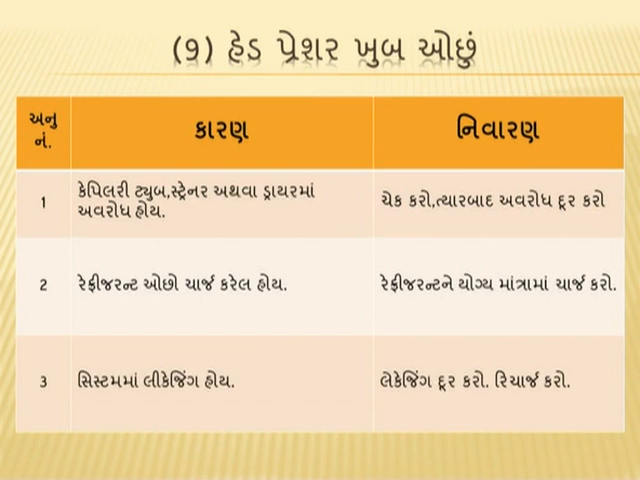 (9) હેડ પ્રેશર ખુબ ઓછું
અનુ નં.
કારણ
નિવારણ
1
કેપિલરી ટ્યુબ,સ્ટ્રેનર અથવા ડ્રાયરમાં
અવરોધ હોય.
ચેક કરો,ત્યારબાદ અવરોધ દૂર કરો
2
રેફ્રીજરન્ટ ઓછો ચાર્જ કરેલ હોય.
રેફ્રીજરન્ટને યોગ્ય માંત્રામાં ચાર્જ કરો.
3
સિસ્ટમમાં લીકેજિંગ હોય.
લેકેજિંગ દૂર કરો. રિચાર્જ કરો.